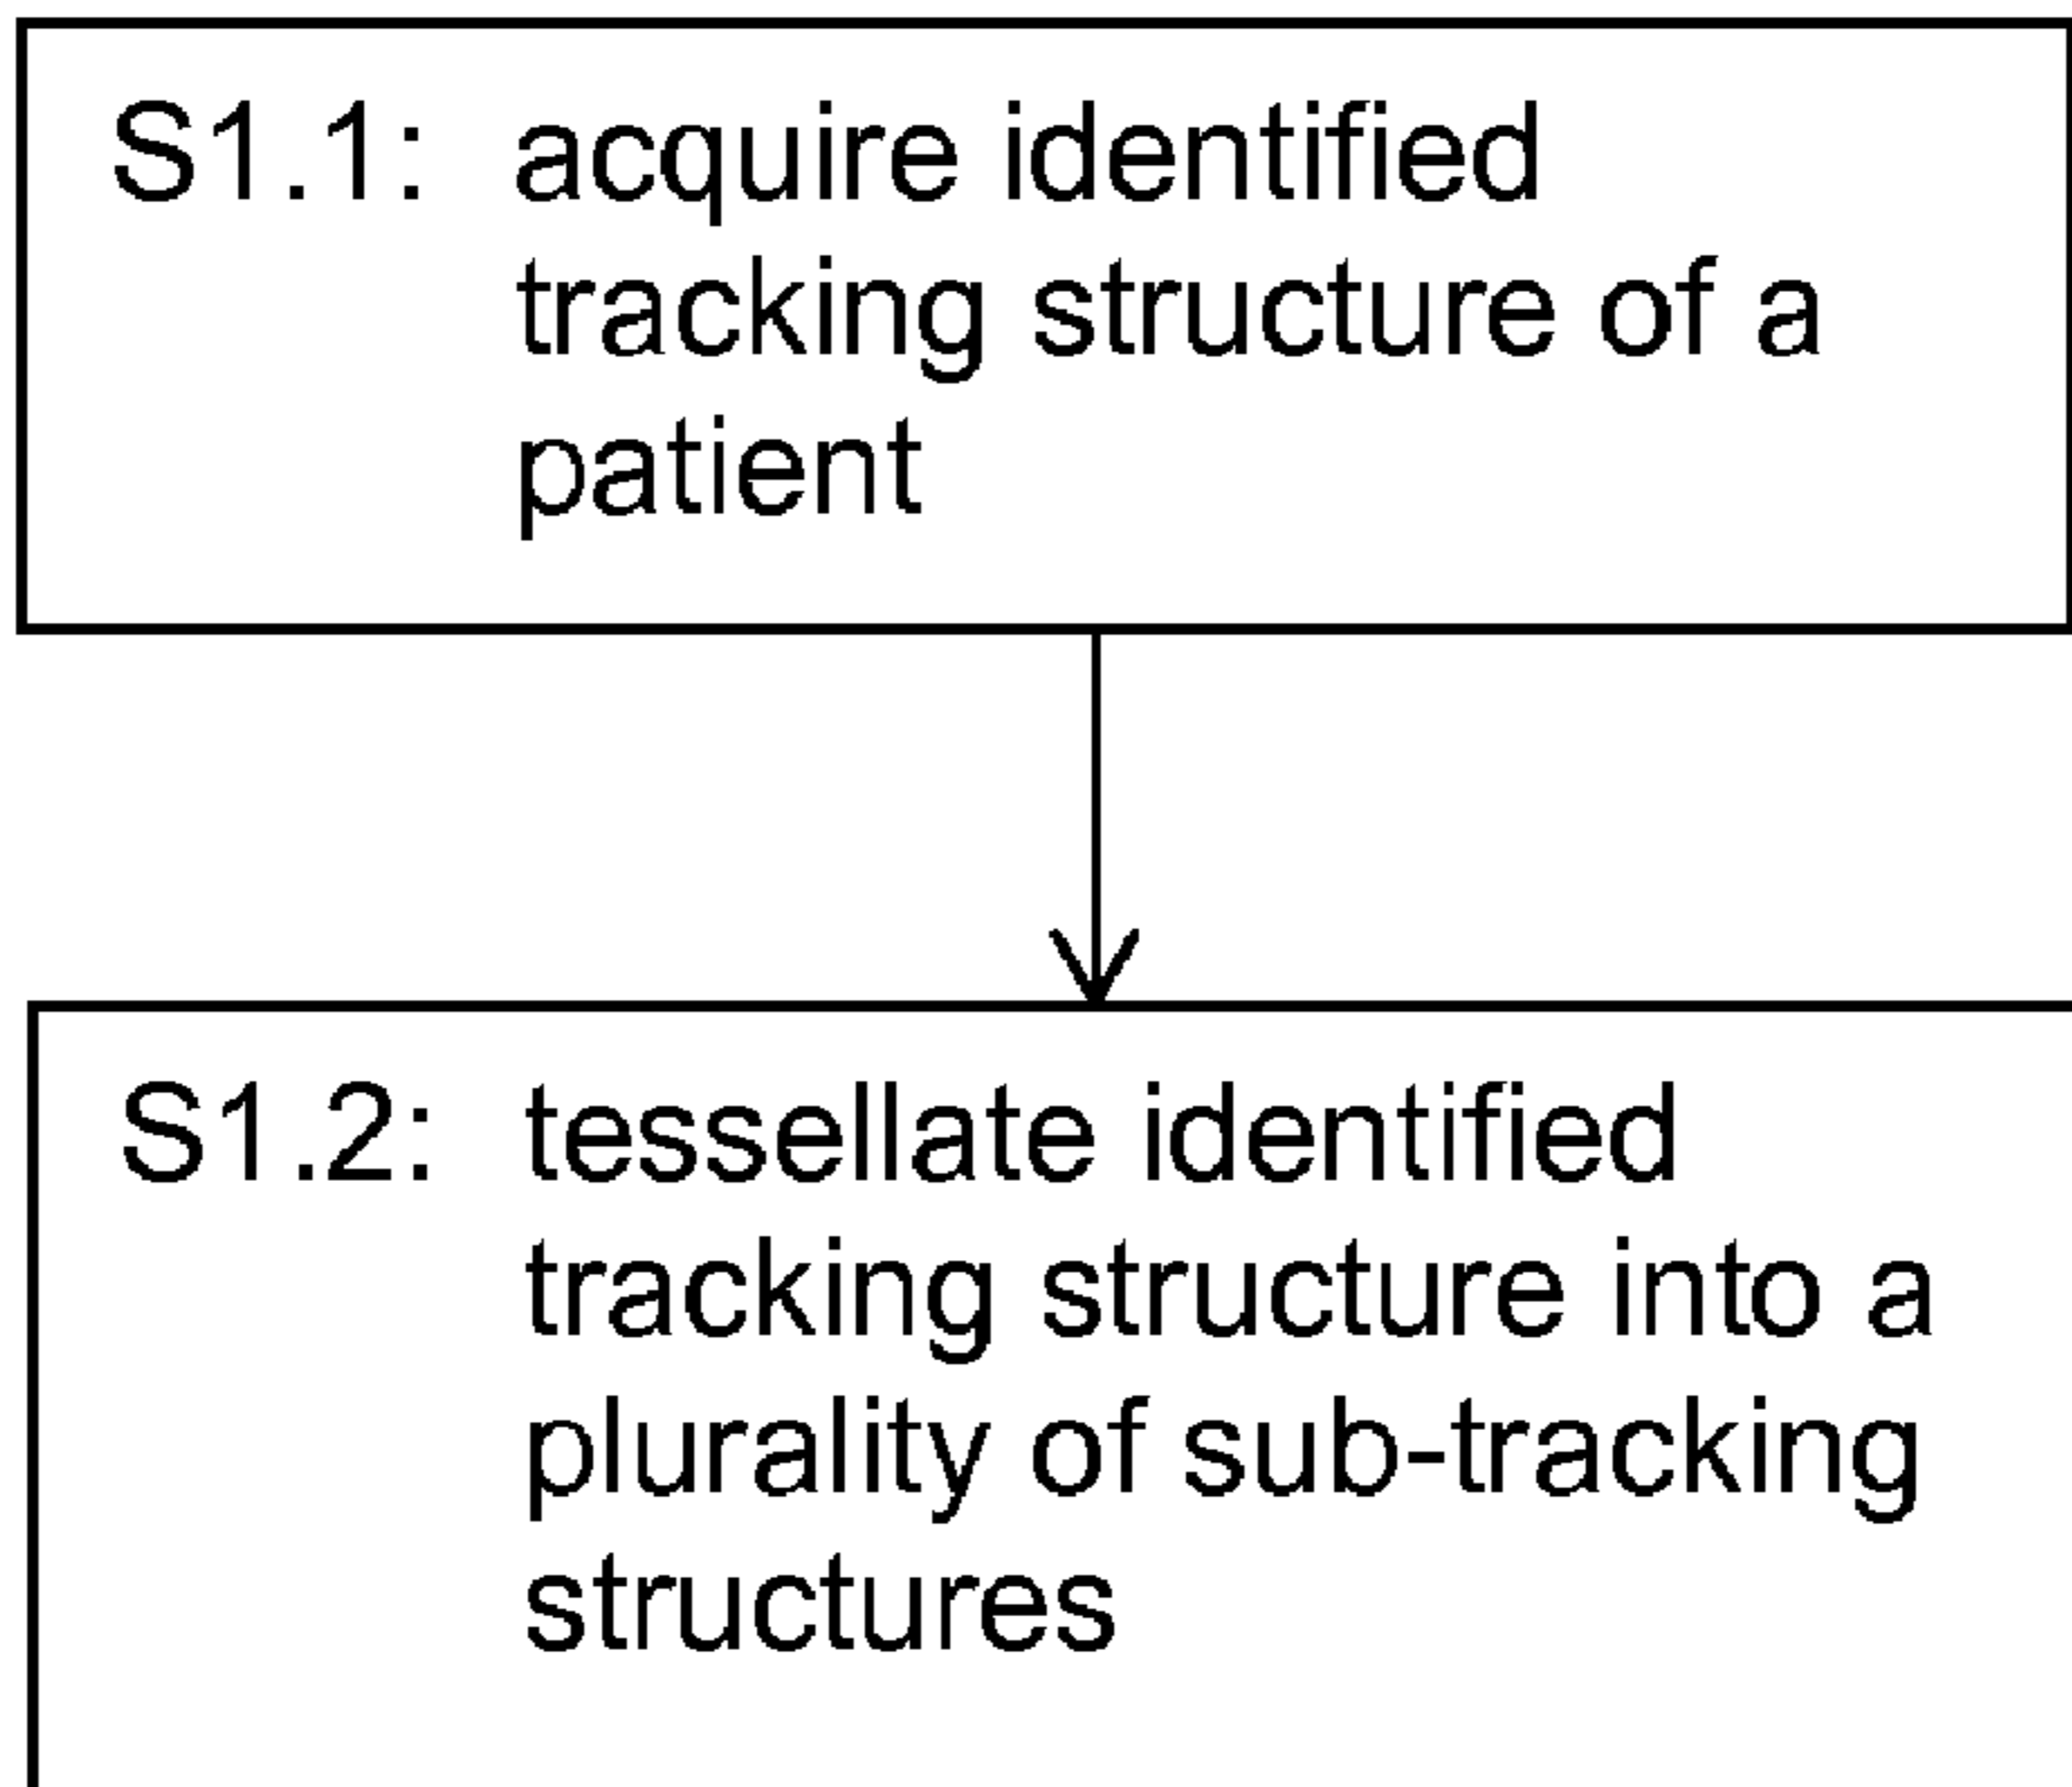 S1.1: acquire identified
tracking structure of a
patient
S1.2: tessellate identified
tracking structure into a
plurality of sub-tracking
structures